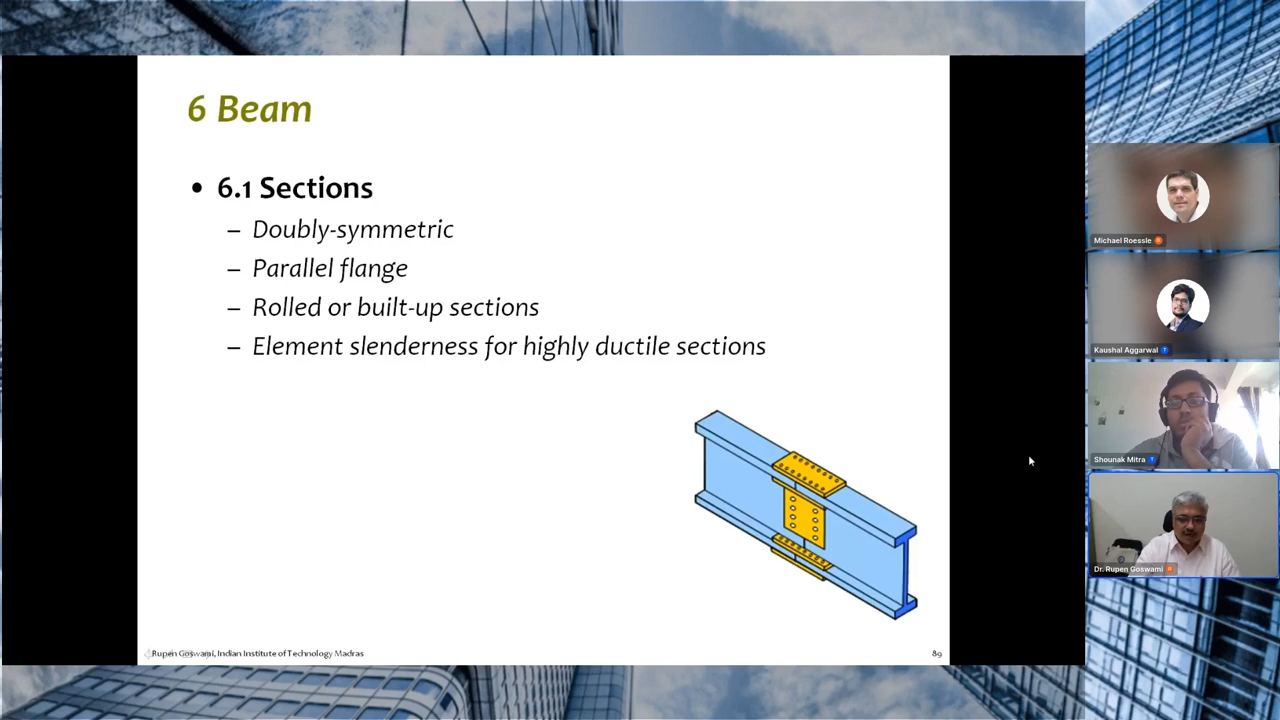 6 Beam
• 6.1 Sections
– Doubly-symmetric
– Parallel flange
– Rolled or built-up sections
– Element slenderness for highly ductile sections
Rupen Goswami, Indian Institute of Technology Madras
89
Michael Roessle
Kaushal Aggarwal
Shounak Mitra
Dr. Rupen Goswami